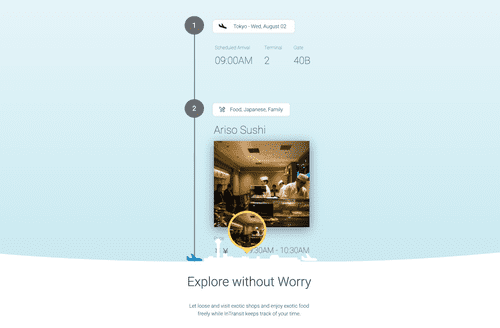 1
Tokyo - Wed, August 02
Scheduled Arrival
Terminal
Gate
09:00AM
2
40B
2
Food, Japanese, Family
Ariso Sushi
:30AM - 10:30AM
Explore without Worry
Let loose and visit exotic shops and enjoy exotic food
freely while InTransit keeps track of your time.